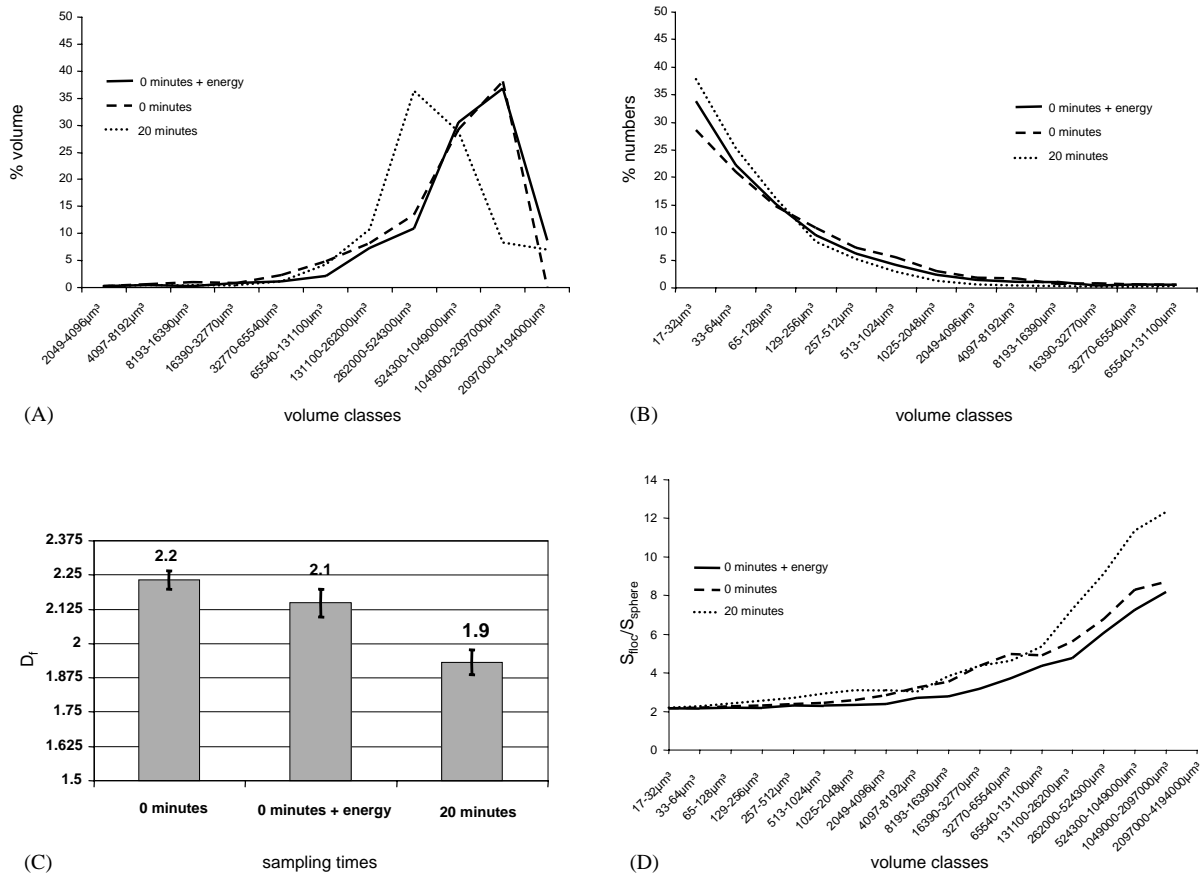 50
45
40
35
30
25
20
15
10
5
0
% volume
0 minutes + energy
0 minutes
20 minutes
2049-4096µm³
4097-8192µm³
8193-16390µm³
16390-32770µm³
32770-65540µm³
65540-131100µm³
131100-262000µm³
262000-524300µm³
524300-1049000µm³
1049000-2097000µm³
2097000-4194000µm³
(A)
volume classes
50
45
40
35
30
25
20
15
10
5
0
% numbers
0 minutes + energy
0 minutes
20 minutes
17-32µm³
33-64µm³
65-128µm³
129-256µm³
257-512µm³
513-1024µm³
1025-2048µm³
2049-4096µm³
4097-8192µm³
8193-16390µm³
16390-32770µm³
32770-65540µm³
65540-131100µm³
(B)
volume classes
2.375
2.25
2.125
2
1.875
1.75
1.625
1.5
Df
2.2
2.1
1.9
0 minutes
0 minutes + energy
20 minutes
(C)
sampling times
14
12
10
8
6
4
2
0
Sfloc/Ssphere
0 minutes + energy
0 minutes
20 minutes
17-32µm³
33-64µm³
65-128µm³
129-256µm³
257-512µm³
513-1024µm³
1025-2048µm³
2049-4096µm³
4097-8192µm³
8193-16390µm³
16390-32770µm³
32770-65540µm³
65540-131100µm³
131100-26200µm³
262000-524300µm³
524300-1049000µm³
1049000-2097000µm³
2097000-4194000µm³
(D)
volume classes